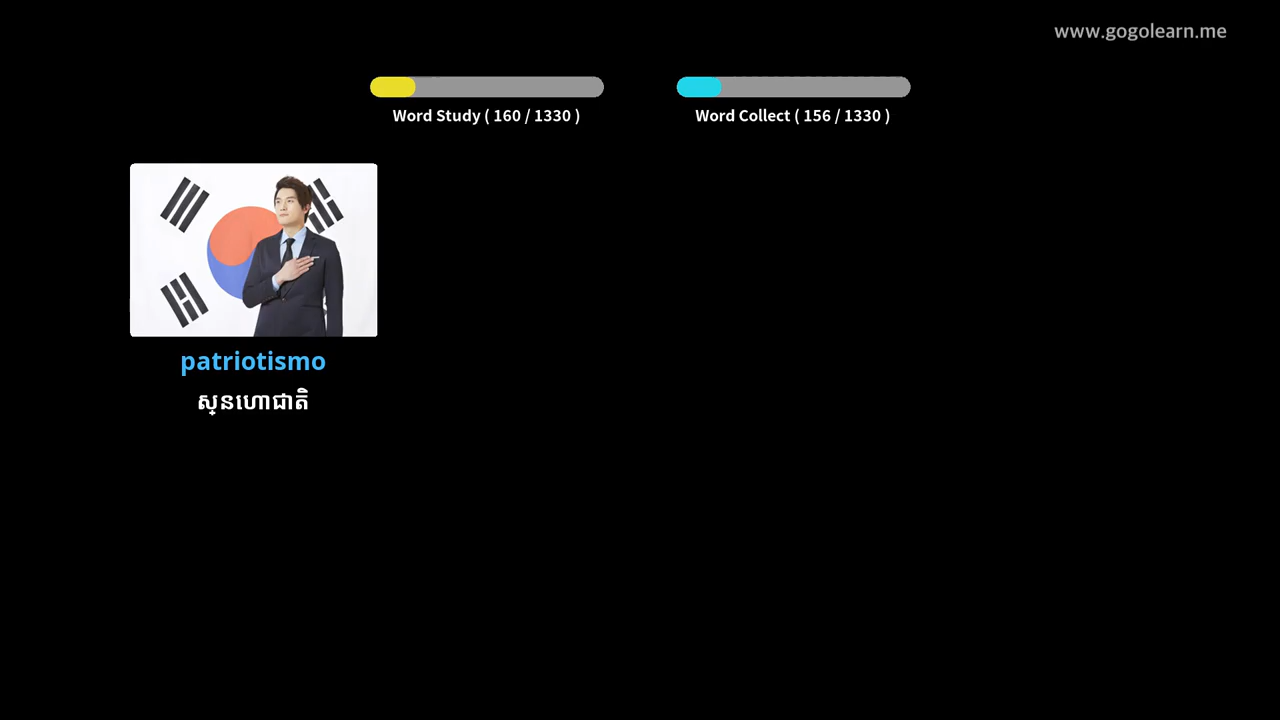 www.gogolearn.me
Word Study ( 160 / 1330 )
Word Collect ( 156 / 1330 )
patriotismo
ស្នេហាជាតិ